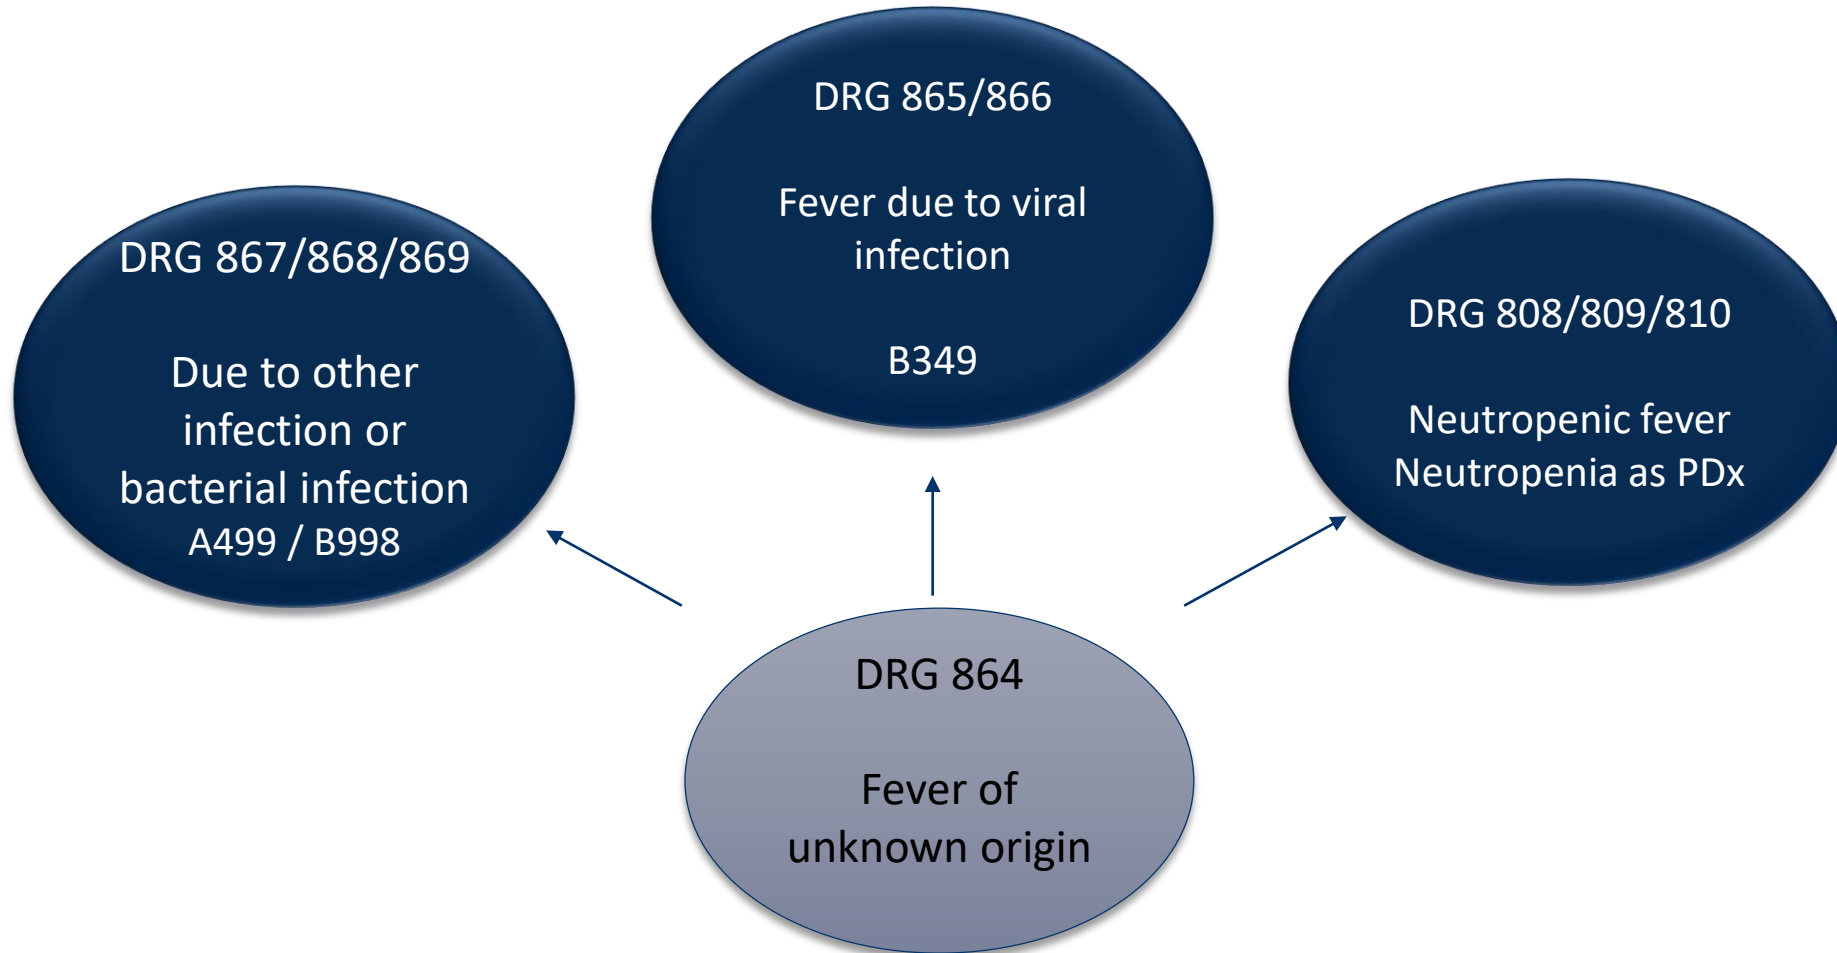 DRG 865/866
Fever due to viral
infection
B349
DRG 867/868/869
Due to other
infection or
bacterial infection
A499 / B998
DRG 808/809/810
Neutropenic fever
Neutropenia as PDx
DRG 864
Fever of
unknown origin